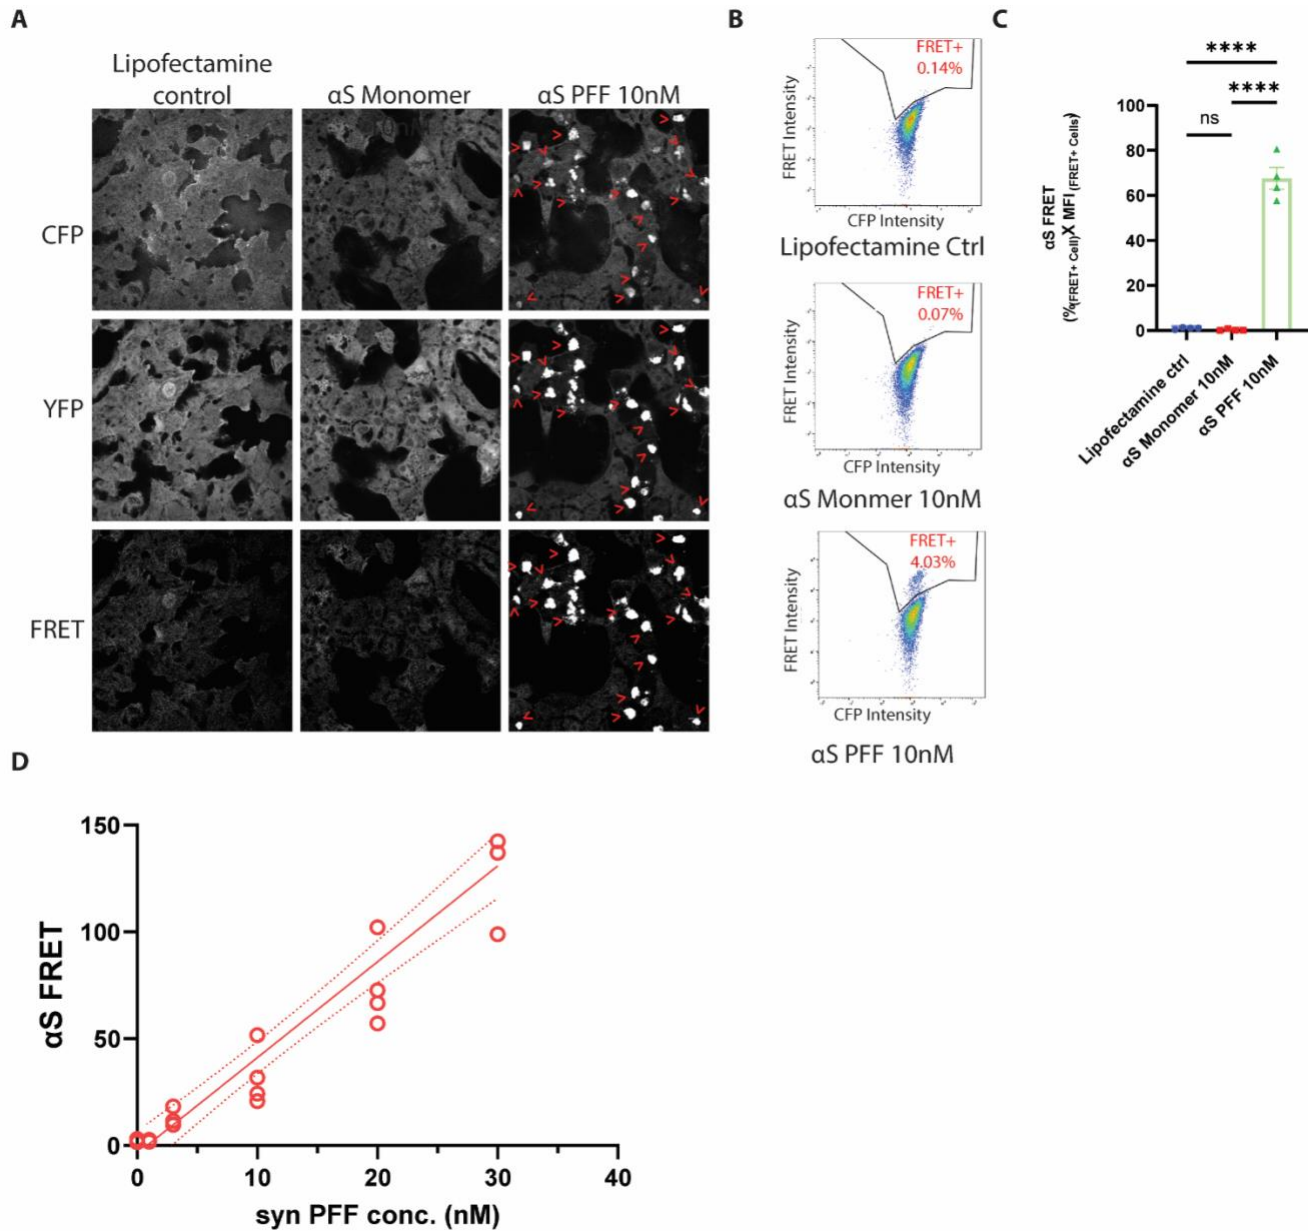 A
Lipofectamine
control
αS Monomer
αS PFF 10nM
CFP
YFP
FRET
B
FRET+
0.14%
FRET Intensity
CFP Intensity
Lipofectamine Ctrl
FRET+
0.07%
FRET Intensity
CFP Intensity
αS Monmer 10nM
FRET+
4.03%
FRET Intensity
CFP Intensity
αS PFF 10nM
C
****
****
ns
αS FRET
(%(FRET+ Cell)X MFI (FRET+ Cells)
100
80
60
40
20
0
Lipofectamine ctrl
αS Monomer 10nM
αS PFF 10nM
D
αS FRET
150
100
50
0
0
10
20
30
40
syn PFF conc. (nM)